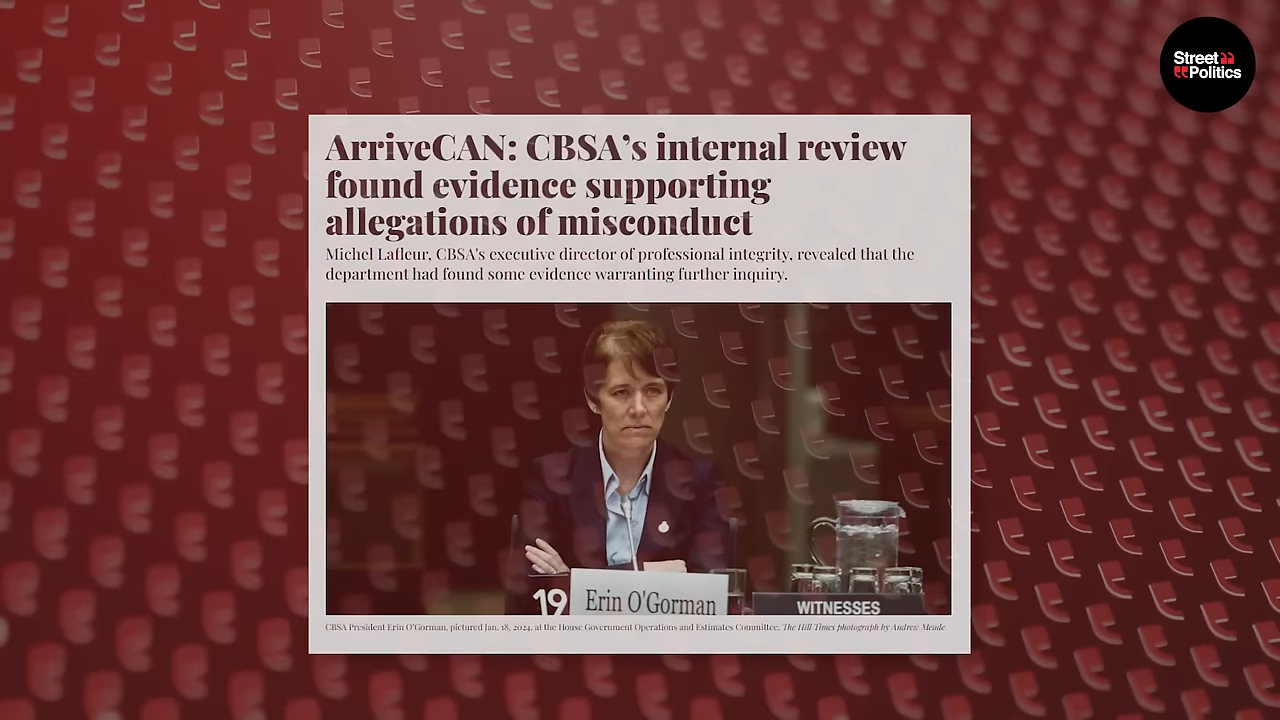 Street
Politics
ArriveCAN: CBSA’s internal review
found evidence supporting
allegations of misconduct
Michel Lafleur, CBSA's executive director of professional integrity, revealed that the
department had found some evidence warranting further inquiry.
19
Erin O'Gorman
WITNESSES
CBSA President Erin O'Gorman, pictured Jan. 18, 2024, at the House Government Operations and Estimates Committee. The Hill Times photograph by Andrew Meade